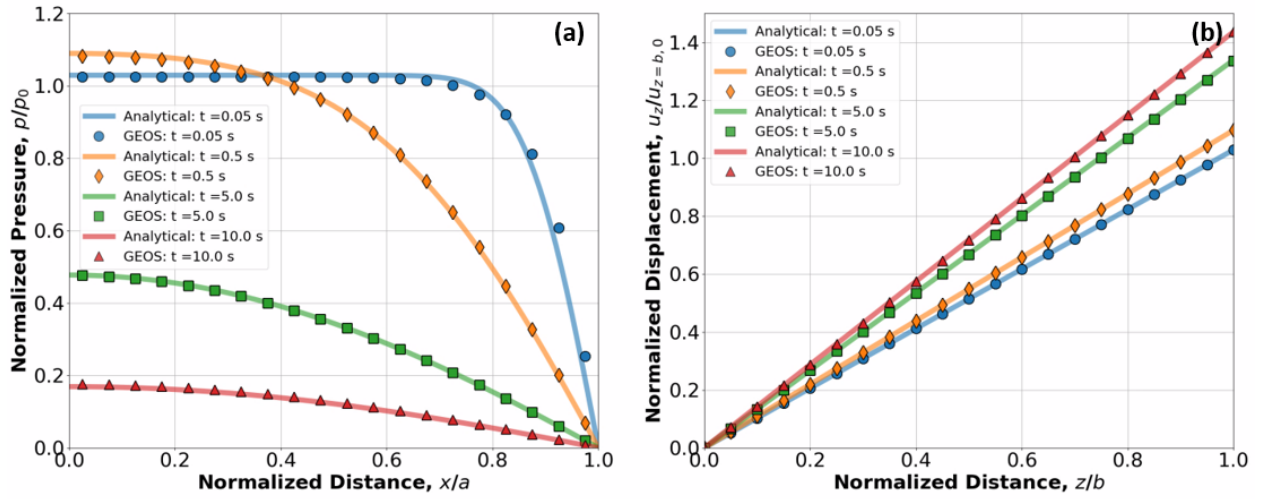 (a)
Normalized Pressure, p/p₀
1.2
1.0
0.8
0.6
0.4
0.2
0.0
Analytical: t =0.05 s
GEOS: t =0.05 s
Analytical: t =0.5 s
GEOS: t =0.5 s
Analytical: t =5.0 s
GEOS: t =5.0 s
Analytical: t =10.0 s
GEOS: t =10.0 s
0.0 0.2 0.4 0.6 0.8 1.0
Normalized Distance, x/a
(b)
Normalized Displacement, u_z/u_{z=b,0}
1.4
1.2
1.0
0.8
0.6
0.4
0.2
0.0
Analytical: t =0.05 s
GEOS: t =0.05 s
Analytical: t =0.5 s
GEOS: t =0.5 s
Analytical: t =5.0 s
GEOS: t =5.0 s
Analytical: t =10.0 s
GEOS: t =10.0 s
0.0 0.2 0.4 0.6 0.8 1.0
Normalized Distance, z/b